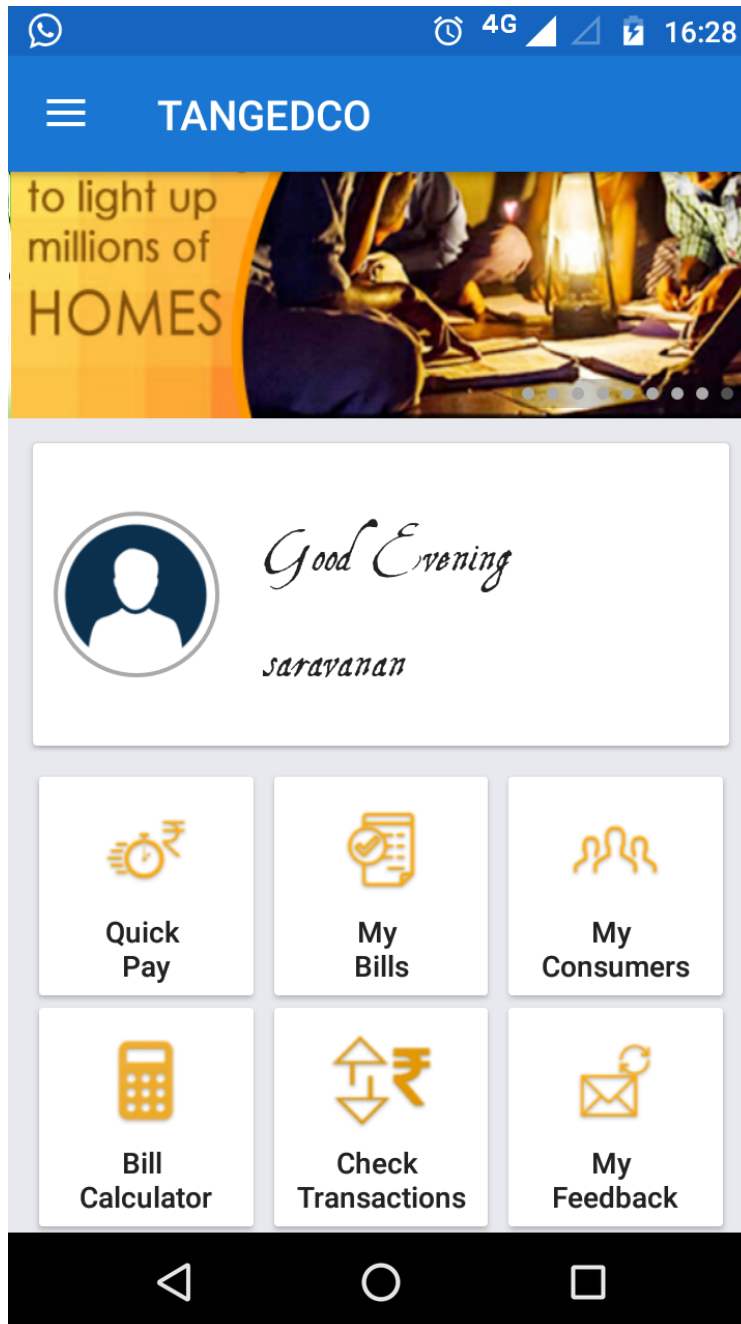 4G 16:28
TANGEDCO
to light up
millions of
HOMES
Good Evening
saravanan
Quick
Pay
My
Bills
My
Consumers
Bill
Calculator
Check
Transactions
My
Feedback